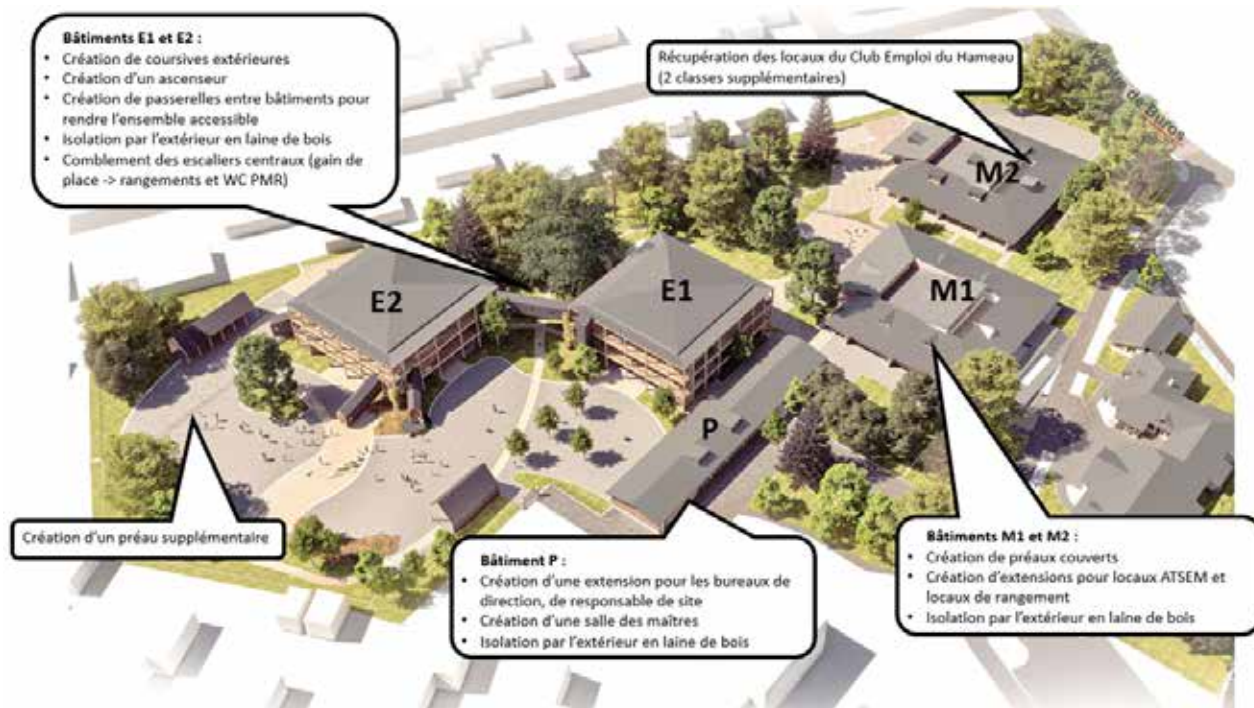 Bâtiments E1 et E2 :
• Création de coursives extérieures
• Création d'un ascenseur
• Création de passerelles entre bâtiments pour
rendre l'ensemble accessible
• Isolation par l'extérieur en laine de bois
• Comblement des escaliers centraux (gain de
place -> rangements et WC PMR)
Récupération des locaux du Club Emploi du Hameau
(2 classes supplémentaires)
de Buros
M2
E2
E1
M1
P
Création d'un préau supplémentaire
Bâtiment P :
• Création d'une extension pour les bureaux de
direction, de responsable de site
• Création d'une salle des maîtres
• Isolation par l'extérieur en laine de bois
Bâtiments M1 et M2 :
• Création de préaux couverts
• Création d'extensions pour locaux ATSEM et
locaux de rangement
• Isolation par l'extérieur en laine de bois